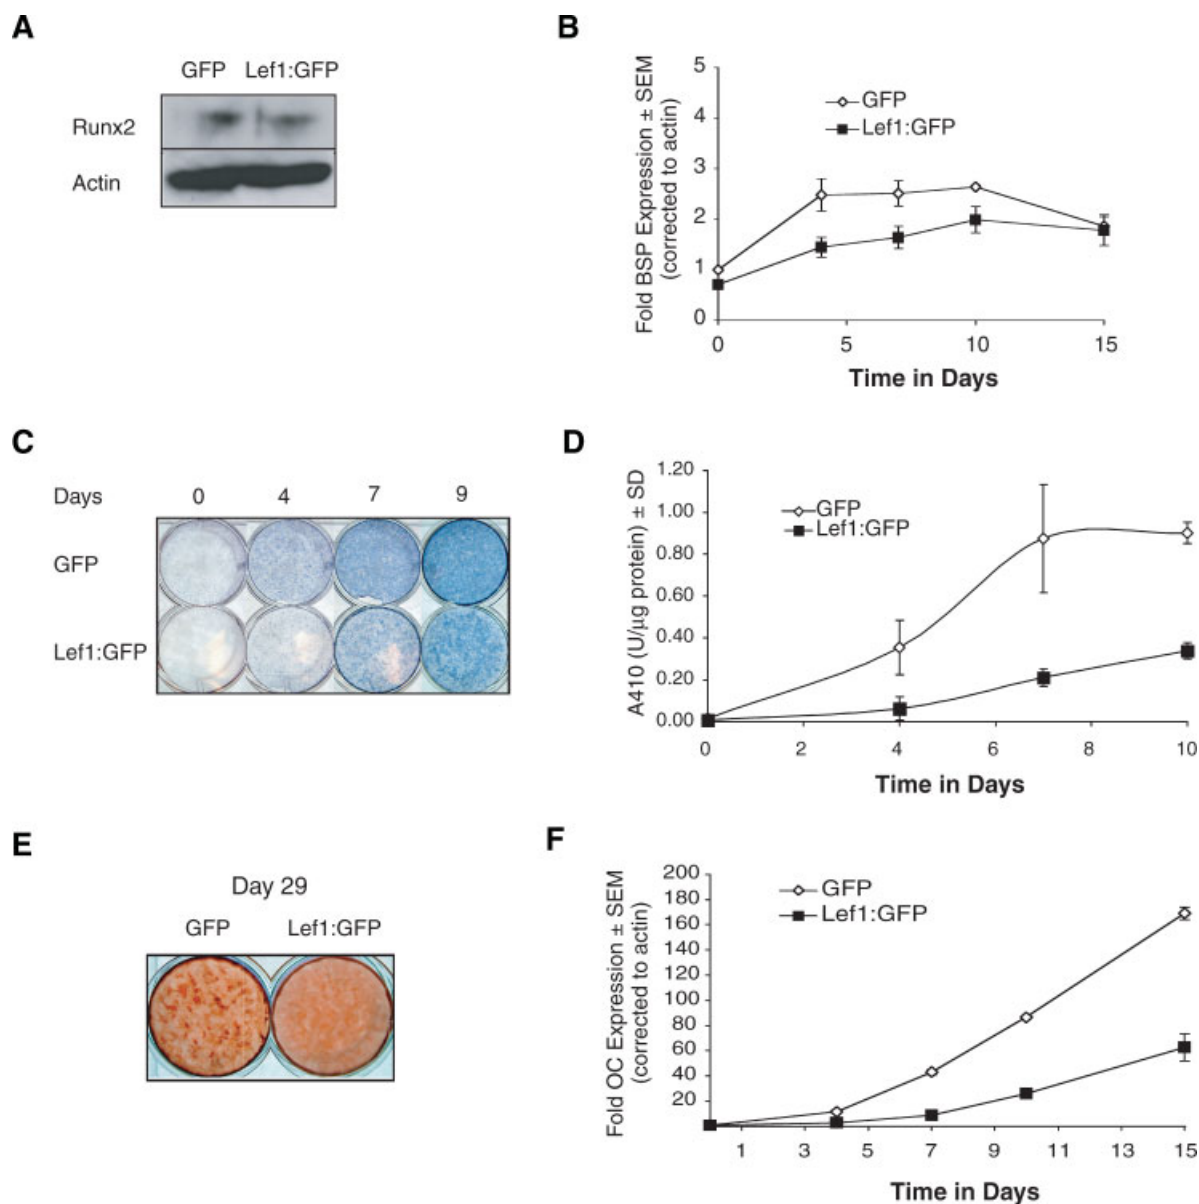 A
GFP Lef1:GFP
Runx2
Actin
B
Fold BSP Expression ± SEM
(corrected to actin)
5
4
3
2
1
0
GFP
Lef1:GFP
0 5 10 15
Time in Days
C
Days 0 4 7 9
GFP
Lef1:GFP
D
A410 (U/μg protein) ± SD
1.20
1.00
0.80
0.60
0.40
0.20
0.00
GFP
Lef1:GFP
0 2 4 6 8 10
Time in Days
E
Day 29
GFP Lef1:GFP
F
Fold OC Expression ± SEM
(corrected to actin)
200
180
160
140
120
100
80
60
40
20
GFP
Lef1:GFP
1 3 5 7 9 11 13 15
Time in Days